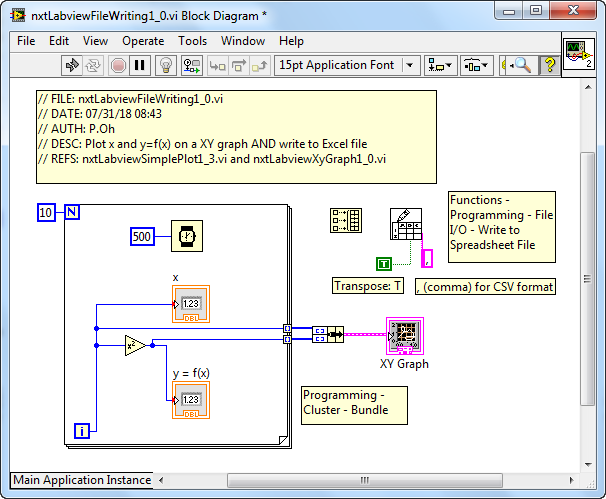 nxtLabviewFileWriting1_0.vi Block Diagram *
File Edit View Operate Tools Window Help
15pt Application Font
2
// FILE: nxtLabviewFileWriting1_0.vi
// DATE: 07/31/18 08:43
// AUTH: P.Oh
// DESC: Plot x and y=f(x) on a XY graph AND write to Excel file
// REFS: nxtLabviewSimplePlot1_3.vi and nxtLabviewXyGraph1_0.vi
10 N
500
Functions -
Programming - File
I/O - Write to
Spreadsheet File
T
,
Transpose: T
, (comma) for CSV format
x
1.23
DBL
x²
XY Graph
y = f(x)
1.23
DBL
Programming -
Cluster - Bundle
i
Main Application Instance